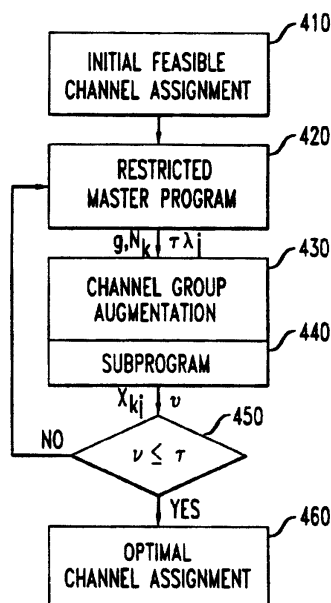 410
INITIAL FEASIBLE
CHANNEL ASSIGNMENT
420
RESTRICTED
MASTER PROGRAM
g,Nk τλj
430
CHANNEL GROUP
AUGMENTATION
440
SUBPROGRAM
Xkj υ
450
NO
ν ≤ τ
YES
460
OPTIMAL
CHANNEL ASSIGNMENT